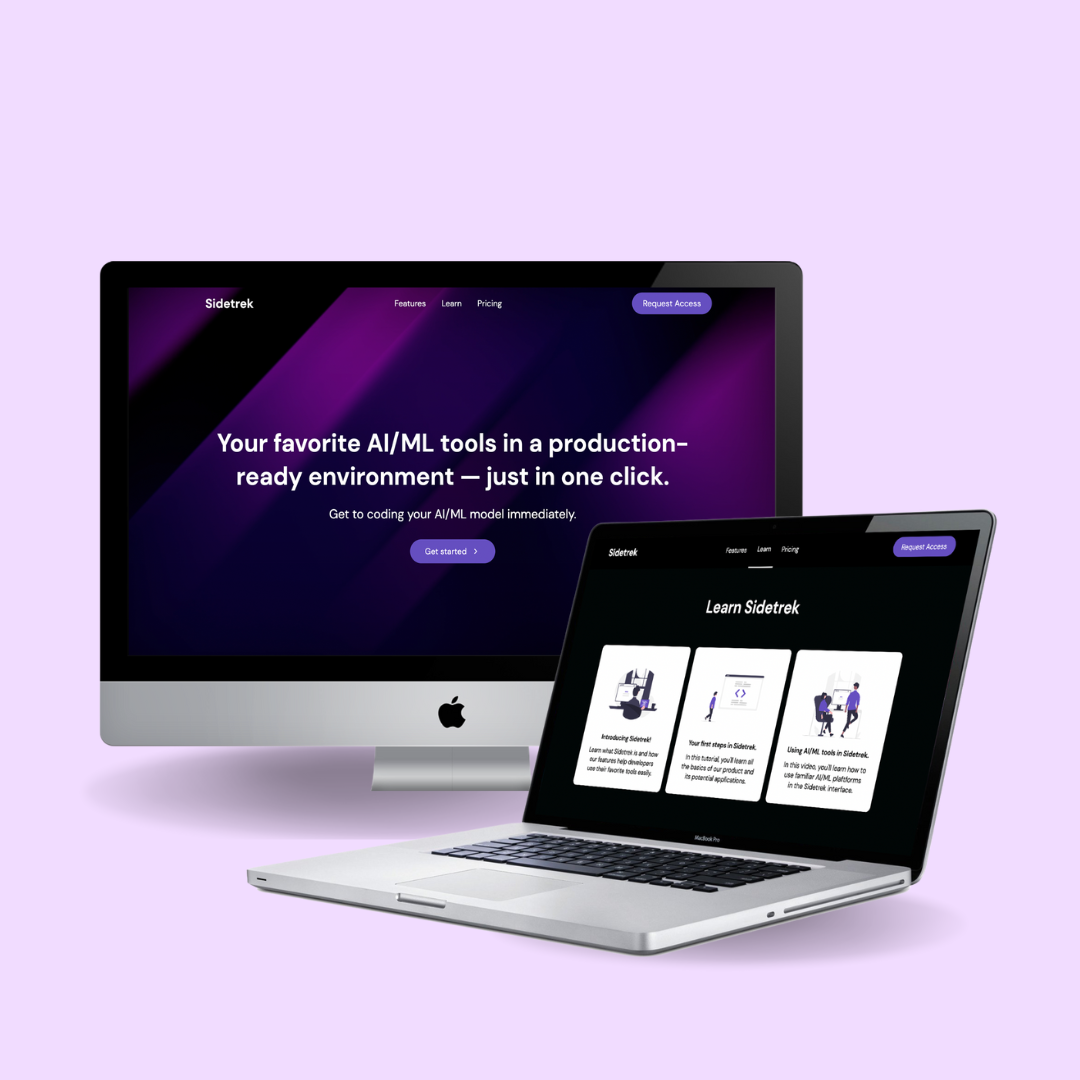 Sidetrek
Features
Learn
Pricing
Request Access
Your favorite AI/ML tools in a production-
ready environment — just in one click.
Get to coding your AI/ML model immediately.
Get started
Sidetrek
Features
Learn
Pricing
Request Access
Learn Sidetrek
Introducing Sidetrek!
Learn what Sidetrek is and how
our features help developers
use their favorite tools easily.
Your first steps in Sidetrek.
In this tutorial, you'll learn all
the basics of our product and
its potential applications.
Using AI/ML tools in Sidetrek.
In this video, you'll learn how to
use familiar AI/ML platforms
in the Sidetrek interface.
MacBook Pro